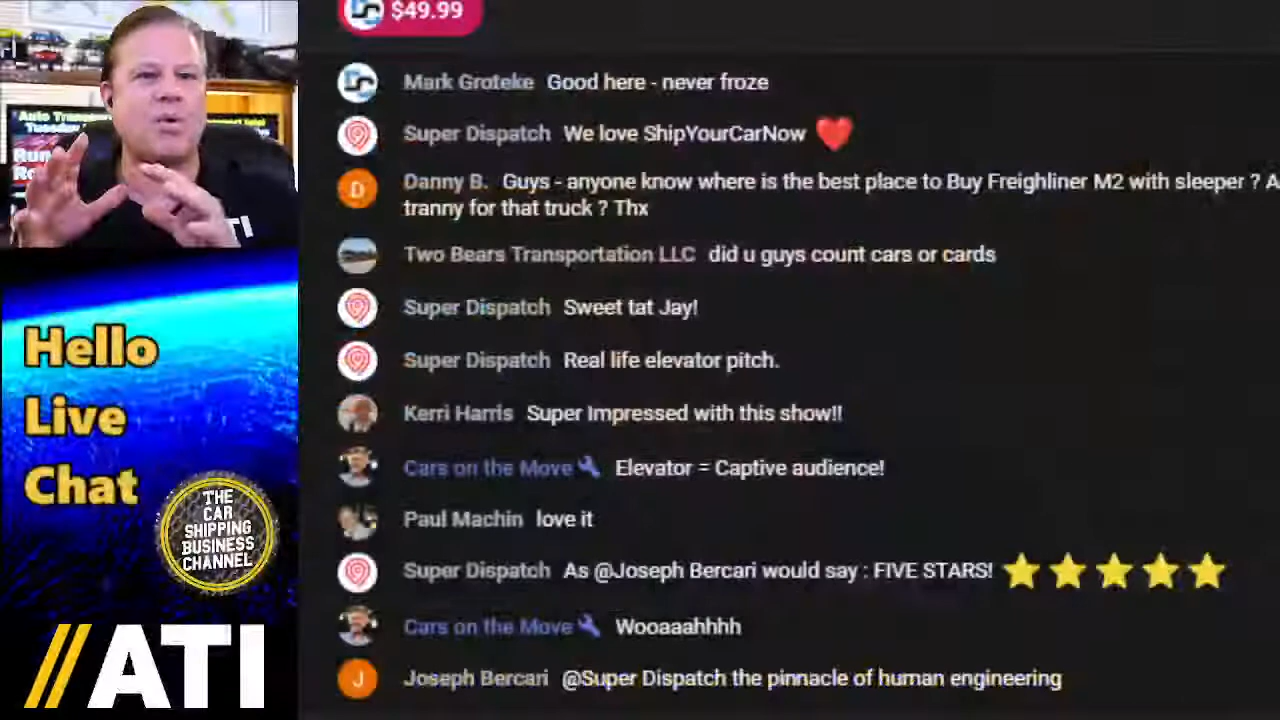 $49.99
Mark Groteke Good here - never froze
Super Dispatch We love ShipYourCarNow
Danny B. Guys - anyone know where is the best place to Buy Freighliner M2 with sleeper ? A
tranny for that truck ? Thx
Two Bears Transportation LLC did u guys count cars or cards
Super Dispatch Sweet tat Jay!
Super Dispatch Real life elevator pitch.
Kerri Harris Super Impressed with this show!!
Cars on the Move Elevator = Captive audience!
Paul Machin love it
Super Dispatch As @Joseph Bercari would say : FIVE STARS!
Cars on the Move Wooaaahhhh
J Joseph Bercari @Super Dispatch the pinnacle of human engineering
"Auto Transport
Tuesday
Run
TI
Hello
Live
Chat
THE
CAR
SHIPPING
BUSINESS
CHANNEL
//ATI